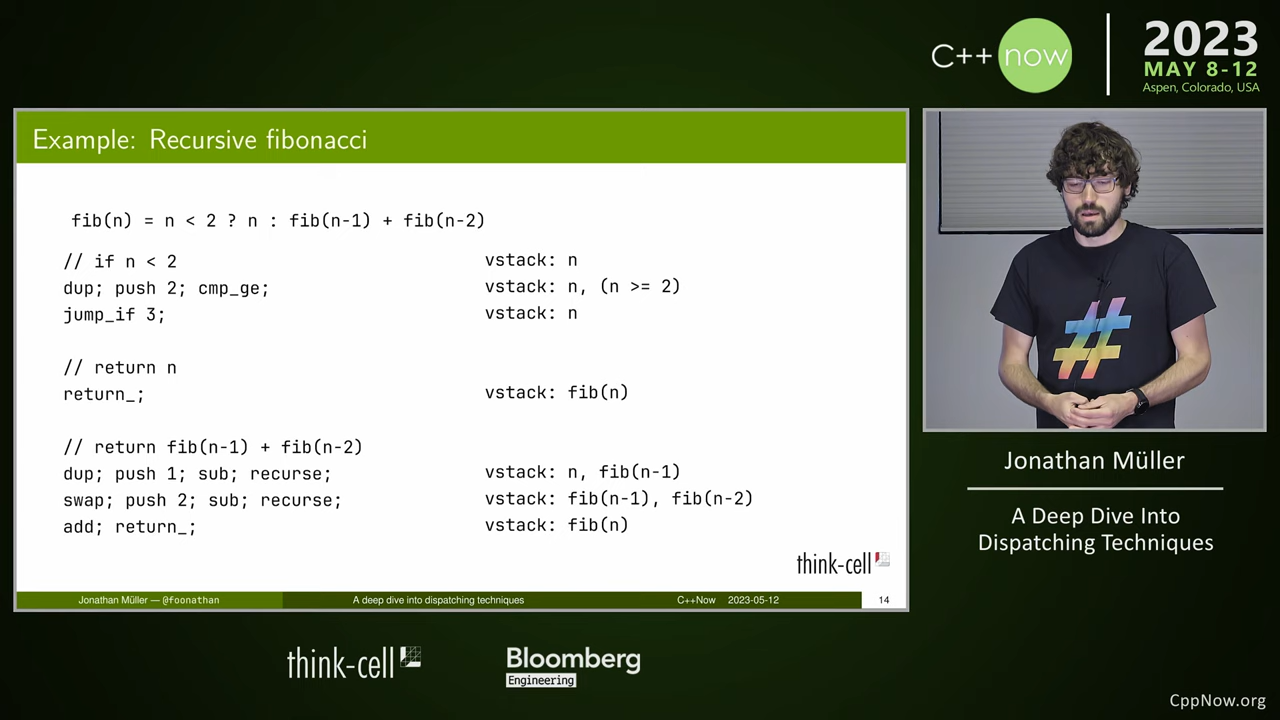 C++ now
2023
MAY 8-12
Aspen, Colorado, USA
Example: Recursive fibonacci
fib(n) = n < 2 ? n : fib(n-1) + fib(n-2)
// if n < 2
vstack: n
dup; push 2; cmp_ge;
vstack: n, (n >= 2)
jump_if 3;
vstack: n
// return n
return_;
vstack: fib(n)
// return fib(n-1) + fib(n-2)
dup; push 1; sub; recurse;
vstack: n, fib(n-1)
swap; push 2; sub; recurse;
vstack: fib(n-1), fib(n-2)
add; return_;
vstack: fib(n)
think-cell
Jonathan Müller — @foonathan
A deep dive into dispatching techniques
C++Now 2023-05-12
14
#
Jonathan Müller
A Deep Dive Into
Dispatching Techniques
think-cell
Bloomberg
Engineering
CppNow.org